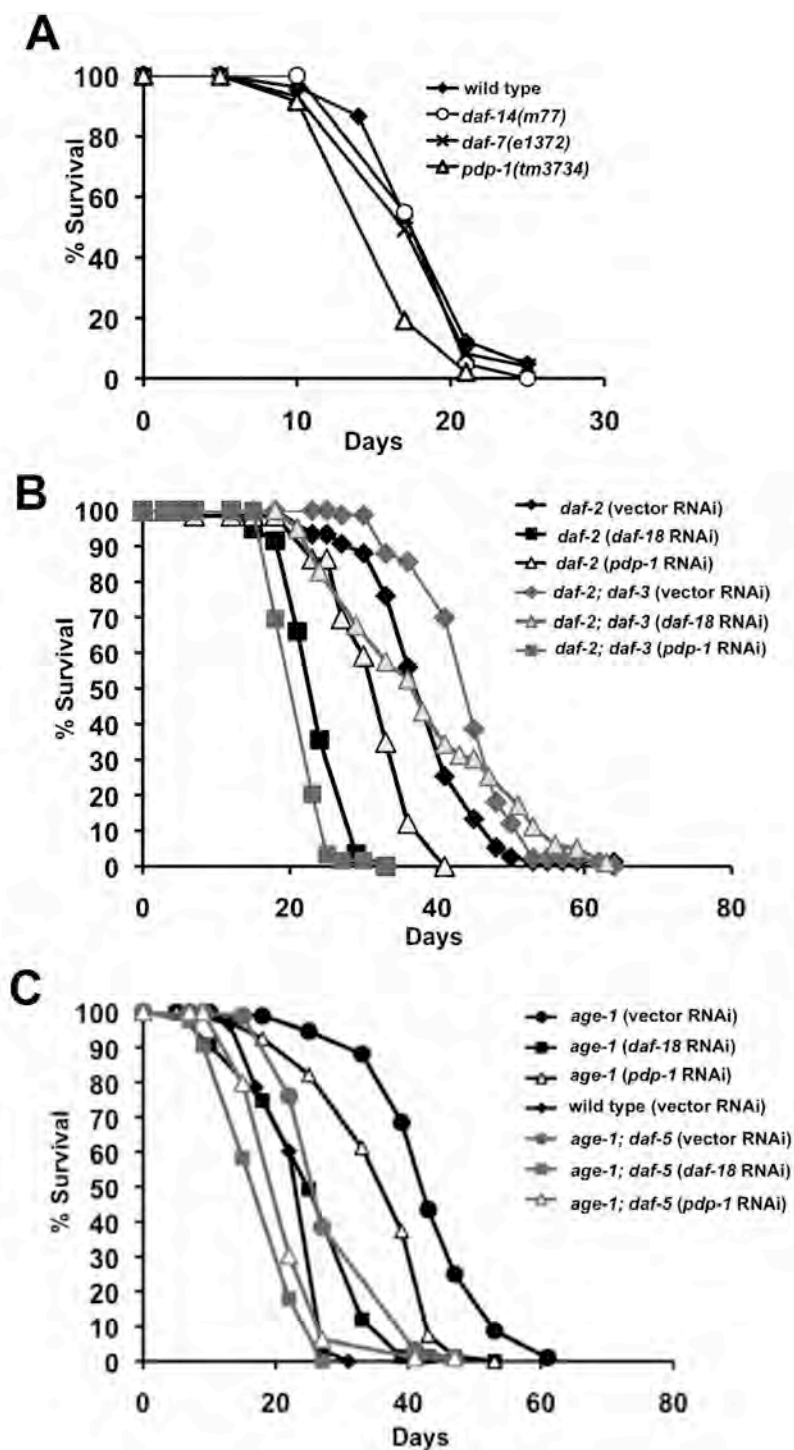 A
100
80
60
40
20
0
% Survival
wild type
daf-14(m77)
daf-7(e1372)
pdp-1(tm3734)
0 10 20 30
Days
B
100
90
80
70
60
50
40
30
20
10
0
% Survival
daf-2 (vector RNAi)
daf-2 (daf-18 RNAi)
daf-2 (pdp-1 RNAi)
daf-2; daf-3 (vector RNAi)
daf-2; daf-3 (daf-18 RNAi)
daf-2; daf-3 (pdp-1 RNAi)
0 20 40 60 80
Days
C
100
90
80
70
60
50
40
30
20
10
0
% Survival
age-1 (vector RNAi)
age-1 (daf-18 RNAi)
age-1 (pdp-1 RNAi)
wild type (vector RNAi)
age-1; daf-5 (vector RNAi)
age-1; daf-5 (daf-18 RNAi)
age-1; daf-5 (pdp-1 RNAi)
0 20 40 60 80
Days